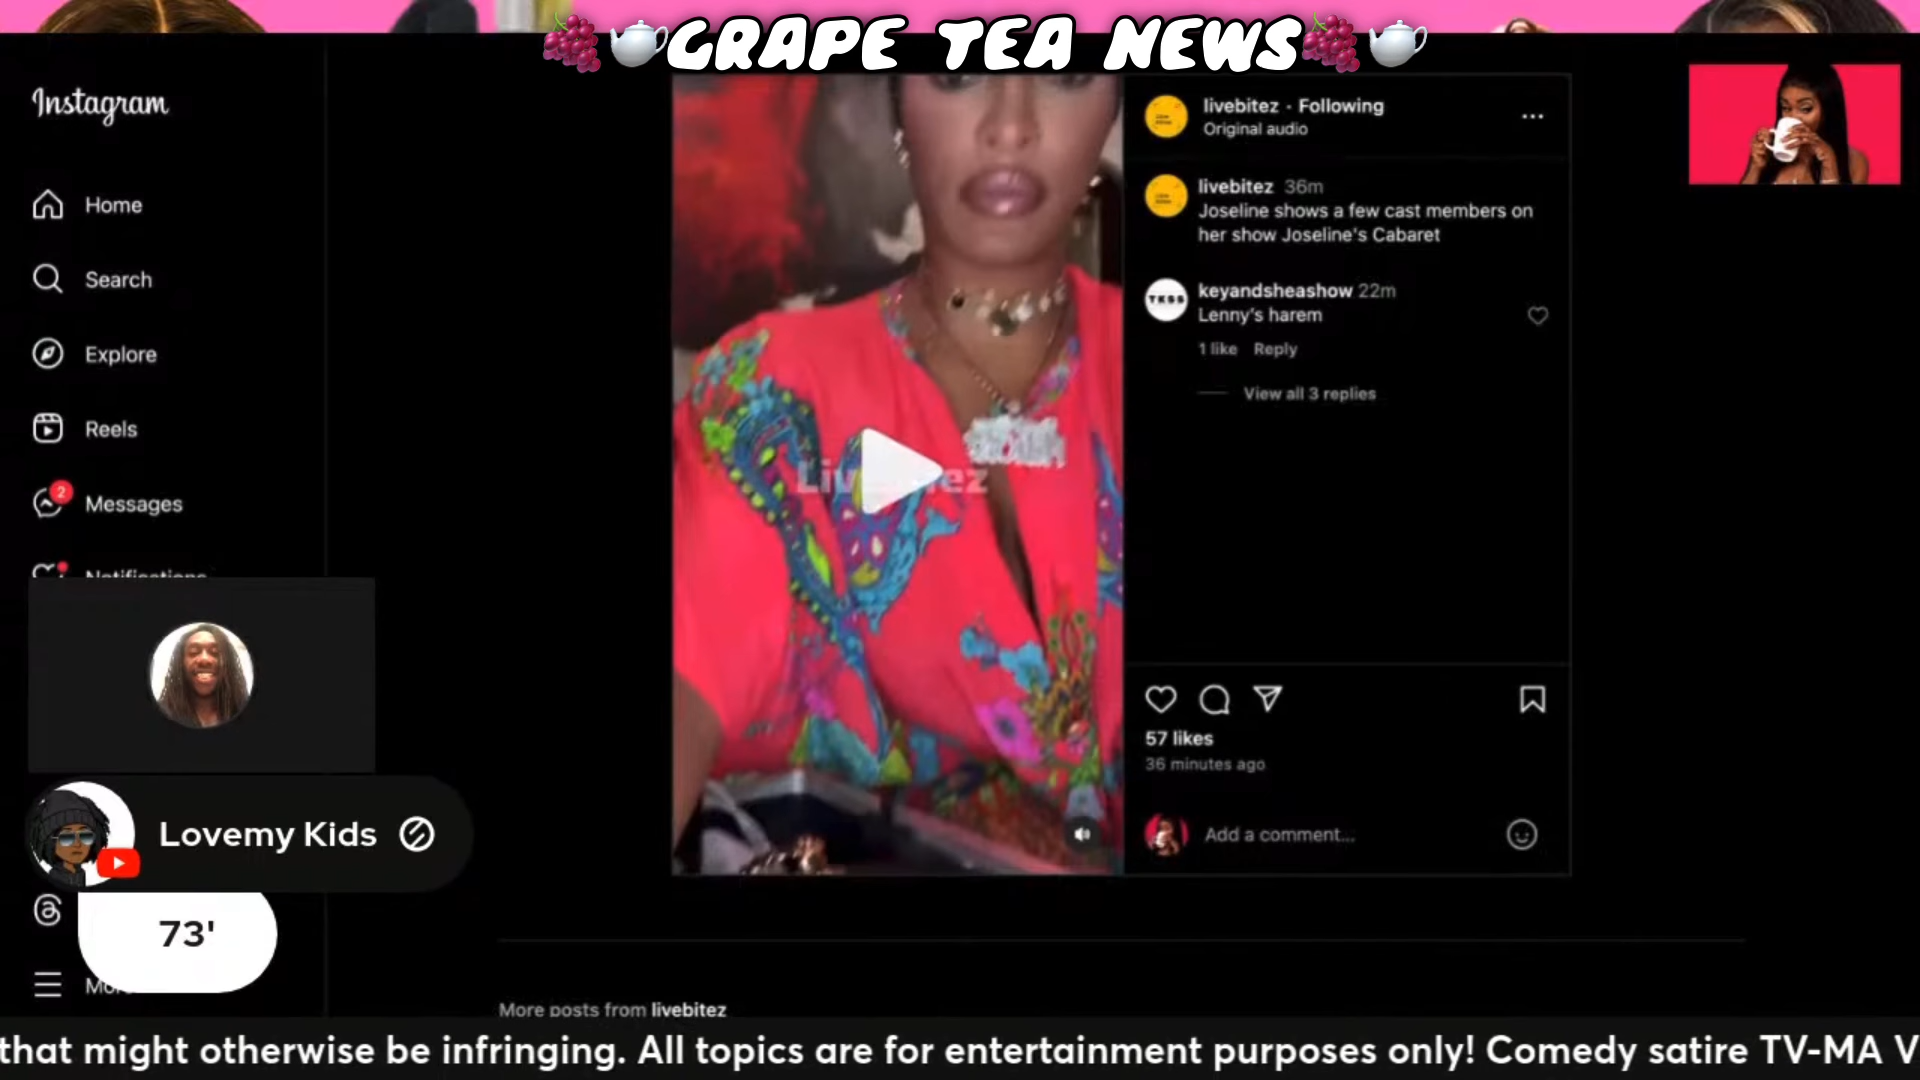 GRAPE TEA NEWS
Instagram
Home
Search
Explore
Reels
2
Messages
Notifications
Lovemy Kids
73'
livebitez · Following
Original audio
livebitez 36m
Joseline shows a few cast members on
her show Joseline's Cabaret
TKSS
keyandsheashow 22m
Lenny's harem
1 like Reply
View all 3 replies
57 likes
36 minutes ago
Add a comment...
More posts from livebitez
that might otherwise be infringing. All topics are for entertainment purposes only! Comedy satire TV-MA V